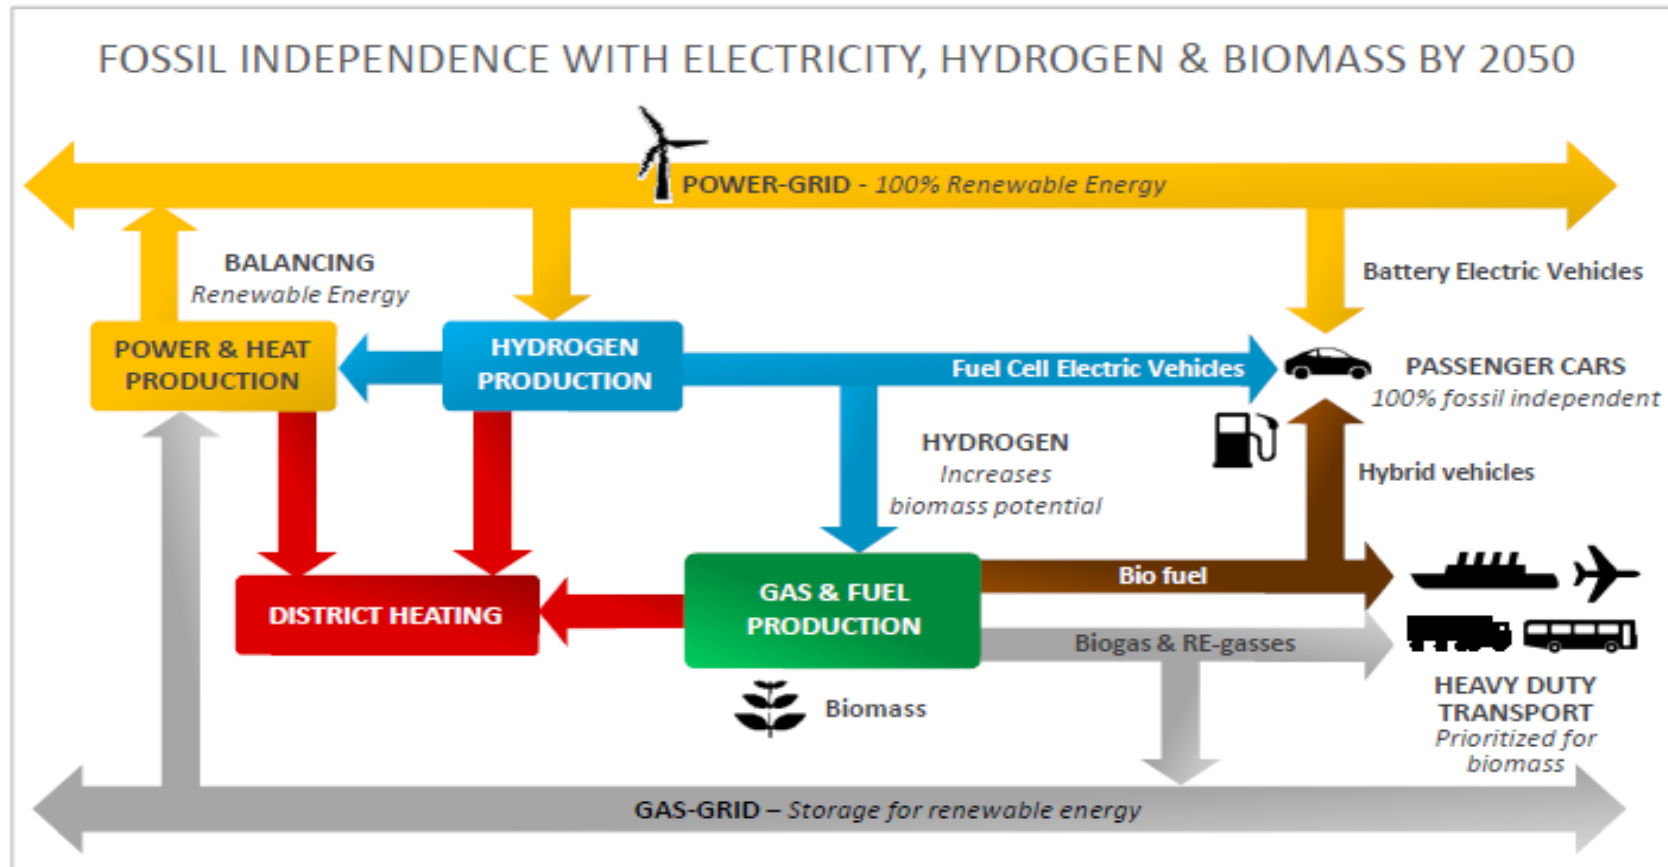 FOSSIL INDEPENDENCE WITH ELECTRICITY, HYDROGEN & BIOMASS BY 2050
POWER-GRID - 100% Renewable Energy
BALANCING
Renewable Energy
Battery Electric Vehicles
POWER & HEAT
PRODUCTION
HYDROGEN
PRODUCTION
Fuel Cell Electric Vehicles
PASSENGER CARS
100% fossil independent
HYDROGEN
Increases
biomass potential
Hybrid vehicles
DISTRICT HEATING
GAS & FUEL
PRODUCTION
Bio fuel
Biogas & RE-gasses
Biomass
HEAVY DUTY
TRANSPORT
Prioritized for
biomass
GAS-GRID – Storage for renewable energy